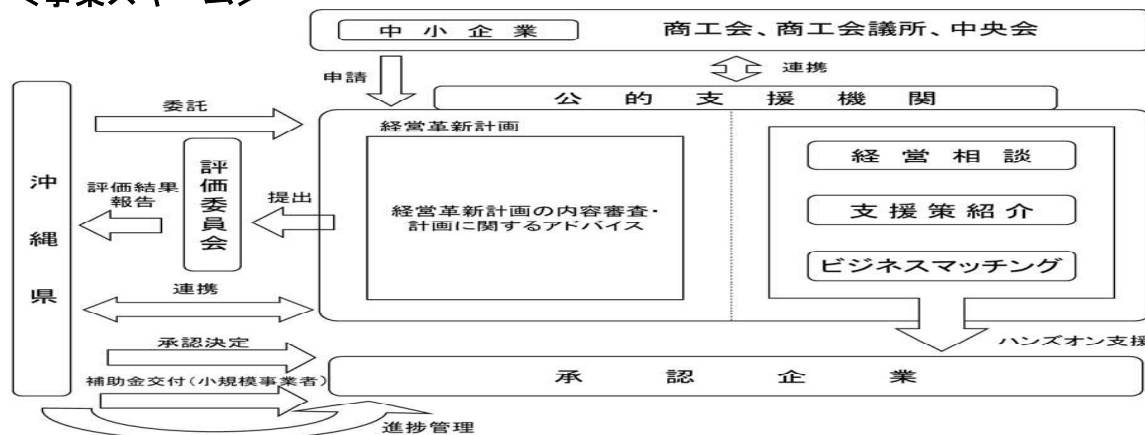 ＜事業スキーム＞
中小企業
商工会、商工会議所、中央会
申請
連携
公的支援機関
委託
経営革新計画
経営相談
評価委員会
沖縄県
評価結果
報告
提出
経営革新計画の内容審査・
計画に関するアドバイス
支援策紹介
ビジネスマッチング
連携
承認決定
ハンズオン支援
補助金交付（小規模事業者）
承認企業
進捗管理